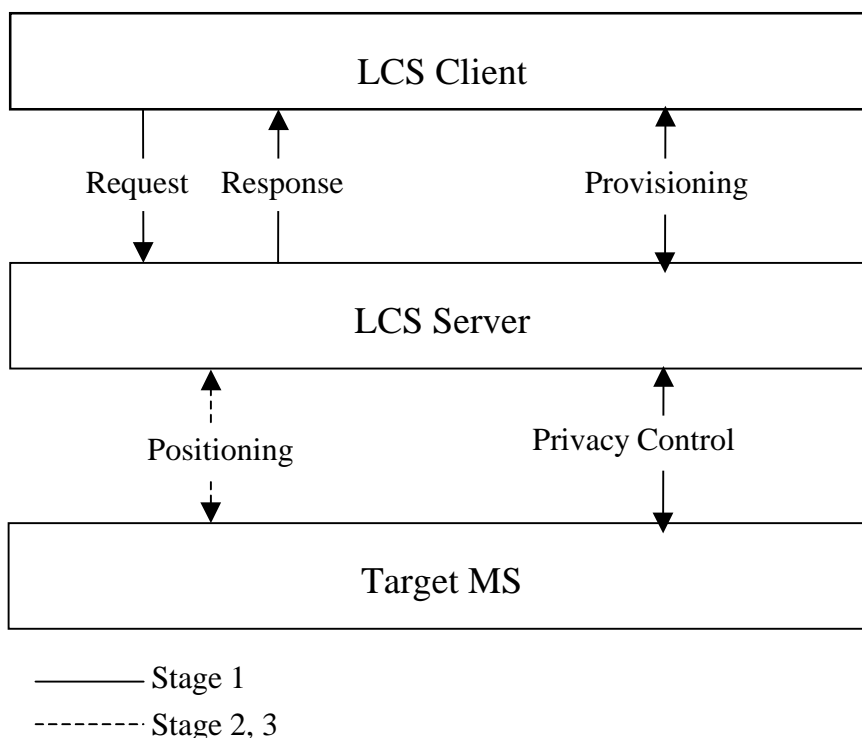 LCS Client
Request
Response
Provisioning
LCS Server
Positioning
Privacy Control
Target MS
Stage 1
Stage 2, 3